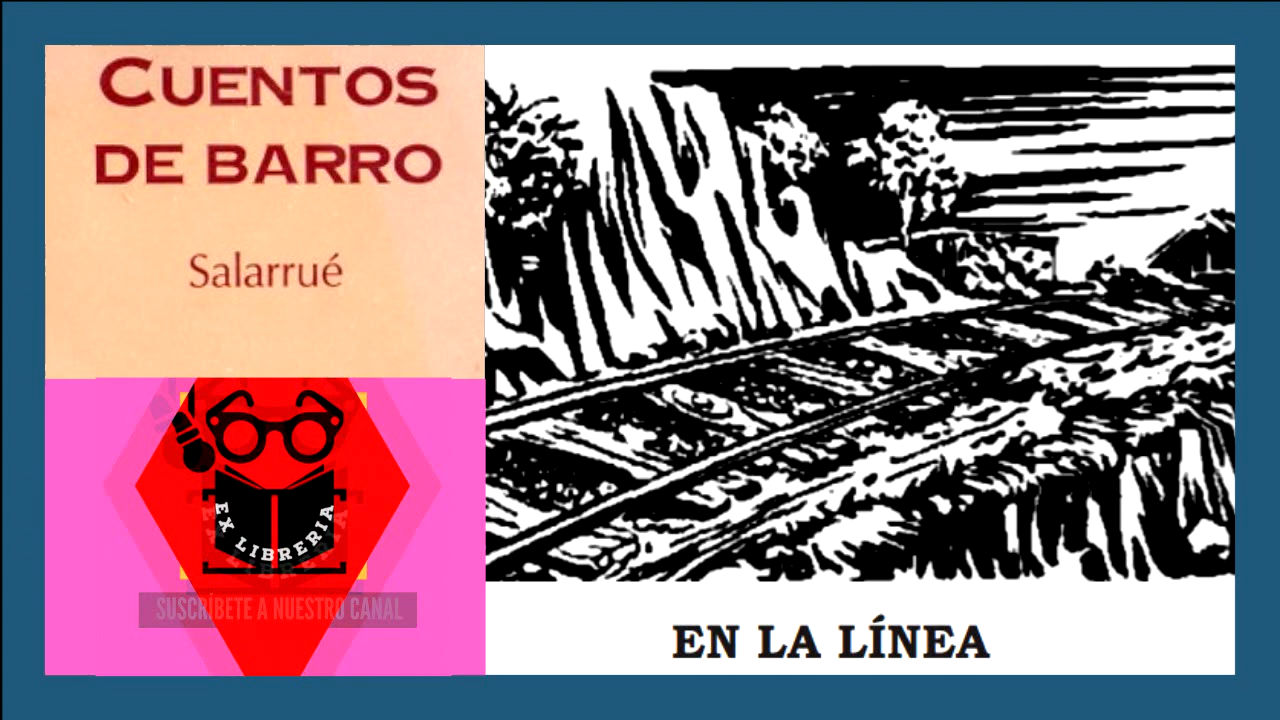 CUENTOS
DE BARRO
Salarrué
EX LIBRERIA
SUSCRÍBETE A NUESTRO CANAL
EN LA LÍNEA